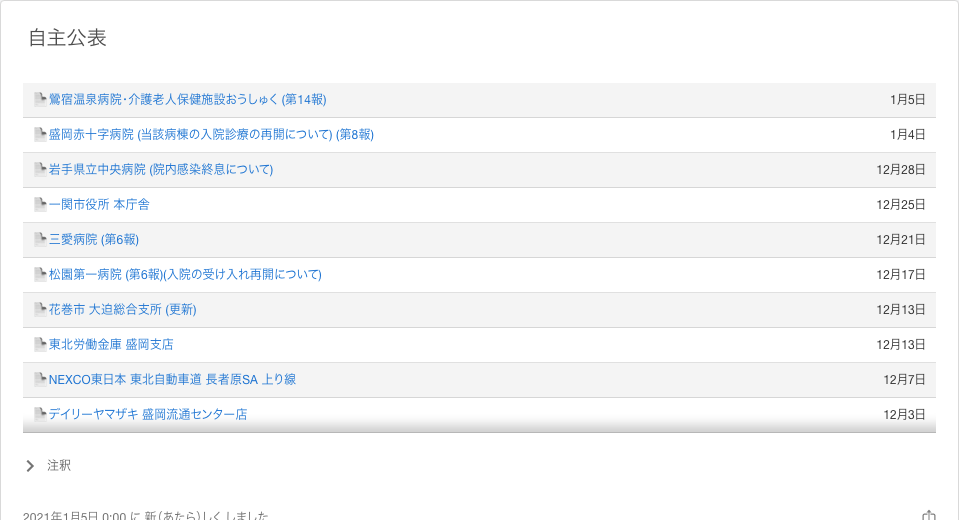 自主公表
鶯宿温泉病院･介護老人保健施設おうしゅく (第14報) 1月5日
盛岡赤十字病院 (当該病棟の入院診療の再開について) (第8報) 1月4日
岩手県立中央病院 (院内感染終息について) 12月28日
一関市役所 本庁舎 12月25日
三愛病院 (第6報) 12月21日
松園第一病院 (第6報)(入院の受け入れ再開について) 12月17日
花巻市 大迫総合支所 (更新) 12月13日
東北労働金庫 盛岡支店 12月13日
NEXCO東日本 東北自動車道 長者原SA 上り線 12月7日
デイリーヤマザキ 盛岡流通センター店 12月3日
注釈
2021年1月5日 0:00 に 新（あたら）しく しました